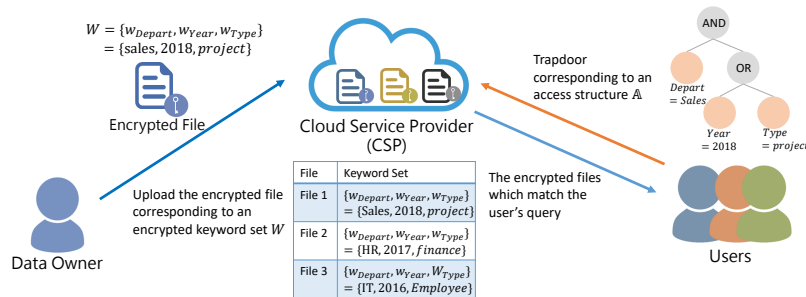 W = {w_Depart, w_Year, w_Type}
= {sales, 2018, project}
Encrypted File
Data Owner
Upload the encrypted file
corresponding to an
encrypted keyword set W
Cloud Service Provider
(CSP)
File Keyword Set
File 1 {w_Depart, w_Year, w_Type}
= {Sales, 2018, project}
File 2 {w_Depart, w_Year, w_Type}
= {HR, 2017, finance}
File 3 {w_Depart, w_Year, W_Type}
= {IT, 2016, Employee}
Trapdoor
corresponding to an
access structure 𝔸
The encrypted files
which match the
user's query
AND
OR
Depart
= Sales
Year
= 2018
Type
= project
Users